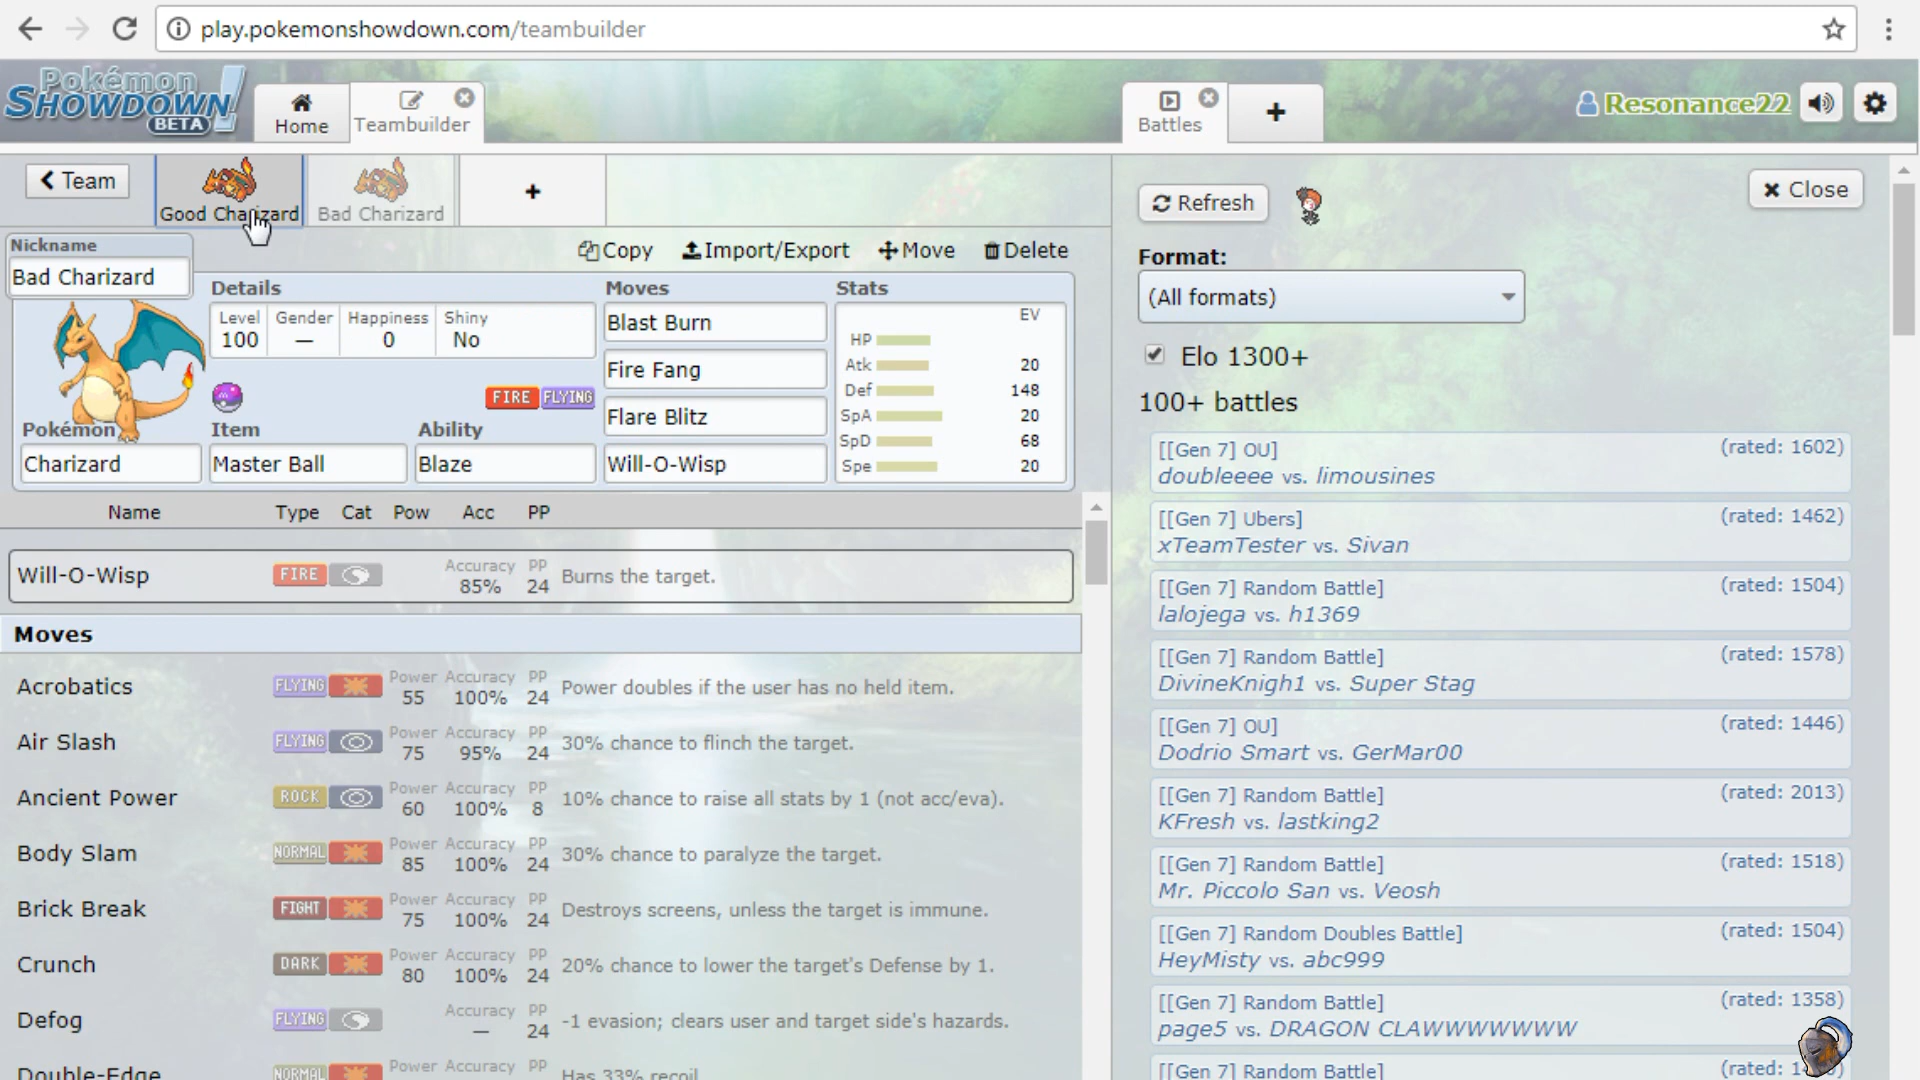 play.pokemonshowdown.com/teambuilder
Pokémon
SHOWDOWN!
BETA
Home
Teambuilder
Battles
+
Resonance22
Team
Good Charizard
Bad Charizard
+
Refresh
Close
Nickname
Bad Charizard
Copy
Import/Export
Move
Delete
Details
Level
100
Gender
—
Happiness
0
Shiny
No
FIRE FLYING
Pokémon
Charizard
Item
Master Ball
Ability
Blaze
Moves
Blast Burn
Fire Fang
Flare Blitz
Will-O-Wisp
Stats
EV
HP
Atk 20
Def 148
SpA 20
SpD 68
Spe 20
Name Type Cat Pow Acc PP
Will-O-Wisp FIRE Accuracy 85% PP 24 Burns the target.
Moves
Acrobatics FLYING Power 55 Accuracy 100% PP 24 Power doubles if the user has no held item.
Air Slash FLYING Power 75 Accuracy 95% PP 24 30% chance to flinch the target.
Ancient Power ROCK Power 60 Accuracy 100% PP 8 10% chance to raise all stats by 1 (not acc/eva).
Body Slam NORMAL Power 85 Accuracy 100% PP 24 30% chance to paralyze the target.
Brick Break FIGHT Power 75 Accuracy 100% PP 24 Destroys screens, unless the target is immune.
Crunch DARK Power 80 Accuracy 100% PP 24 20% chance to lower the target's Defense by 1.
Defog FLYING Accuracy — PP 24 -1 evasion; clears user and target side's hazards.
Double-Edge NORMAL Power Accuracy PP Has 33% recoil.
Format:
(All formats)
Elo 1300+
100+ battles
[[Gen 7] OU] (rated: 1602)
doubleeee vs. limousines
[[Gen 7] Ubers] (rated: 1462)
xTeamTester vs. Sivan
[[Gen 7] Random Battle] (rated: 1504)
lalojega vs. h1369
[[Gen 7] Random Battle] (rated: 1578)
DivineKnigh1 vs. Super Stag
[[Gen 7] OU] (rated: 1446)
Dodrio Smart vs. GerMar00
[[Gen 7] Random Battle] (rated: 2013)
KFresh vs. lastking2
[[Gen 7] Random Battle] (rated: 1518)
Mr. Piccolo San vs. Veosh
[[Gen 7] Random Doubles Battle] (rated: 1504)
HeyMisty vs. abc999
[[Gen 7] Random Battle] (rated: 1358)
page5 vs. DRAGON CLAWWWWWWW
[[Gen 7] Random Battle] (rated: